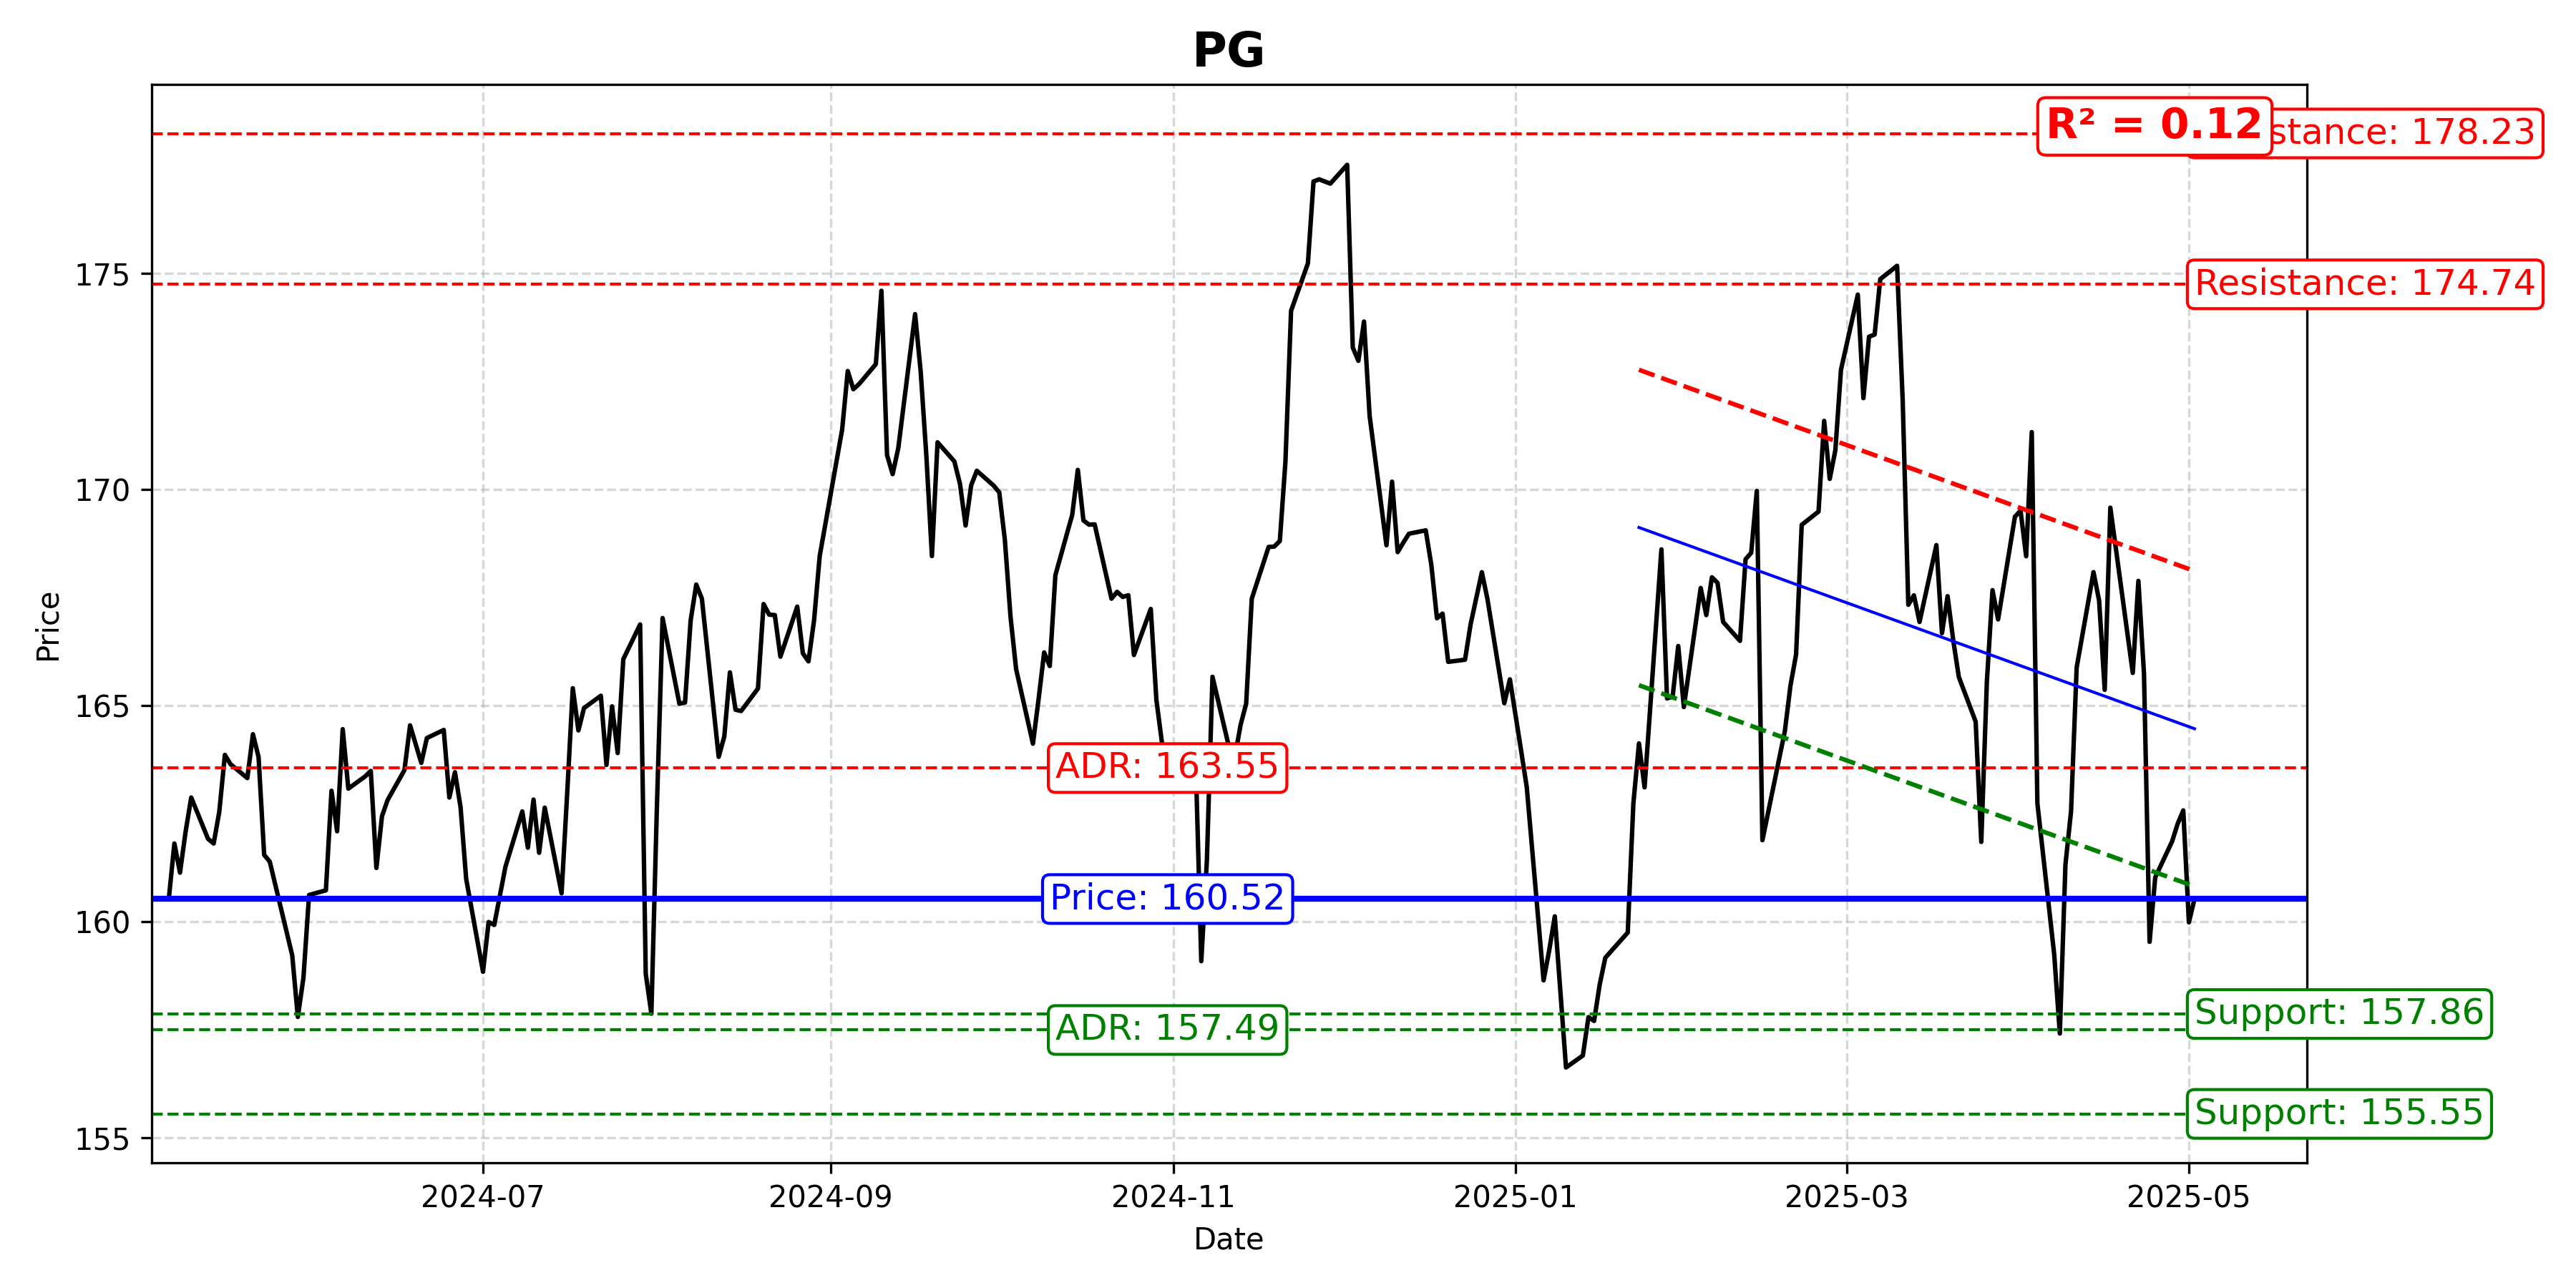 PG
R² = 0.12
stance: 178.23
Resistance: 174.74
175
170
165
160
155
Price
ADR: 163.55
Price: 160.52
ADR: 157.49
Support: 157.86
Support: 155.55
2024-07
2024-09
2024-11
2025-01
2025-03
2025-05
Date